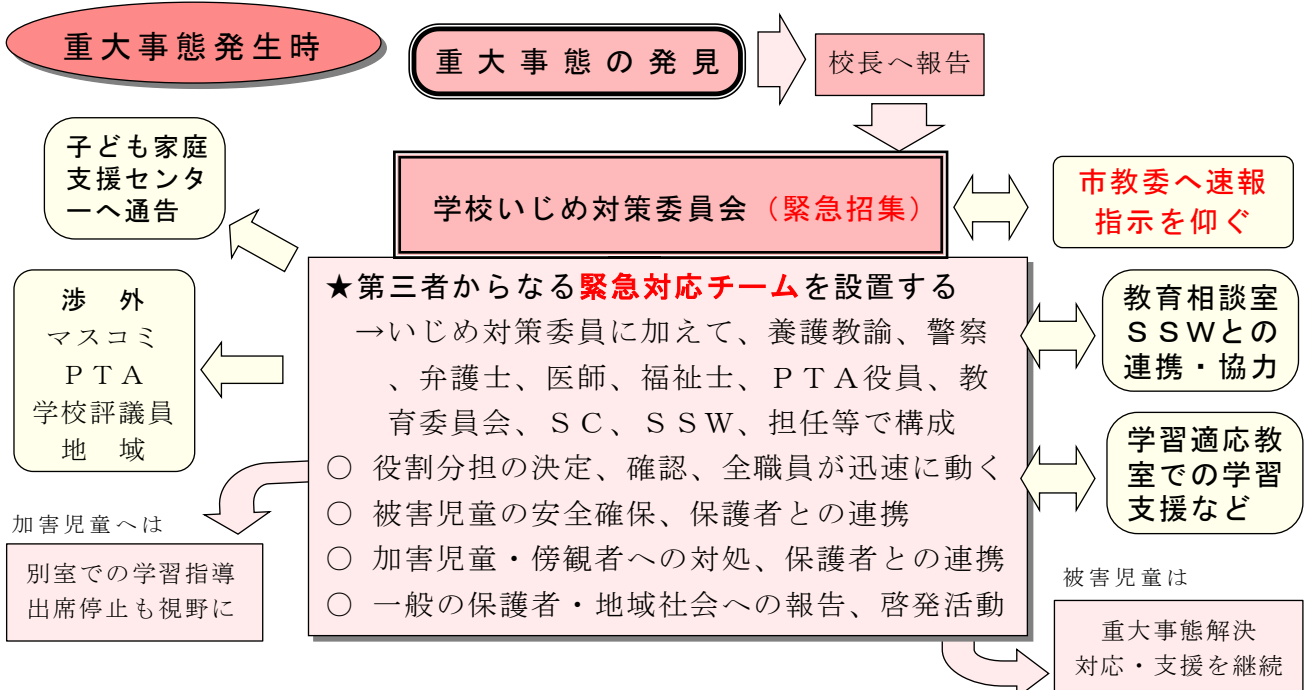 重大事態発生時
重大事態の発見
校長へ報告
子ども家庭
支援センタ
ーへ通告
学校いじめ対策委員会（緊急招集）
市教委へ速報
指示を仰ぐ
★第三者からなる緊急対応チームを設置する
→いじめ対策委員に加えて、養護教諭、警察
、弁護士、医師、福祉士、ＰＴＡ役員、教
育委員会、ＳＣ、ＳＳＷ、担任等で構成
○ 役割分担の決定、確認、全職員が迅速に動く
○ 被害児童の安全確保、保護者との連携
○ 加害児童・傍観者への対処、保護者との連携
○ 一般の保護者・地域社会への報告、啓発活動
渉　外
マスコミ
ＰＴＡ
学校評議員
地　域
教育相談室
ＳＳＷとの
連携・協力
学習適応教
室での学習
支援など
加害児童へは
別室での学習指導
出席停止も視野に
被害児童は
重大事態解決
対応・支援を継続